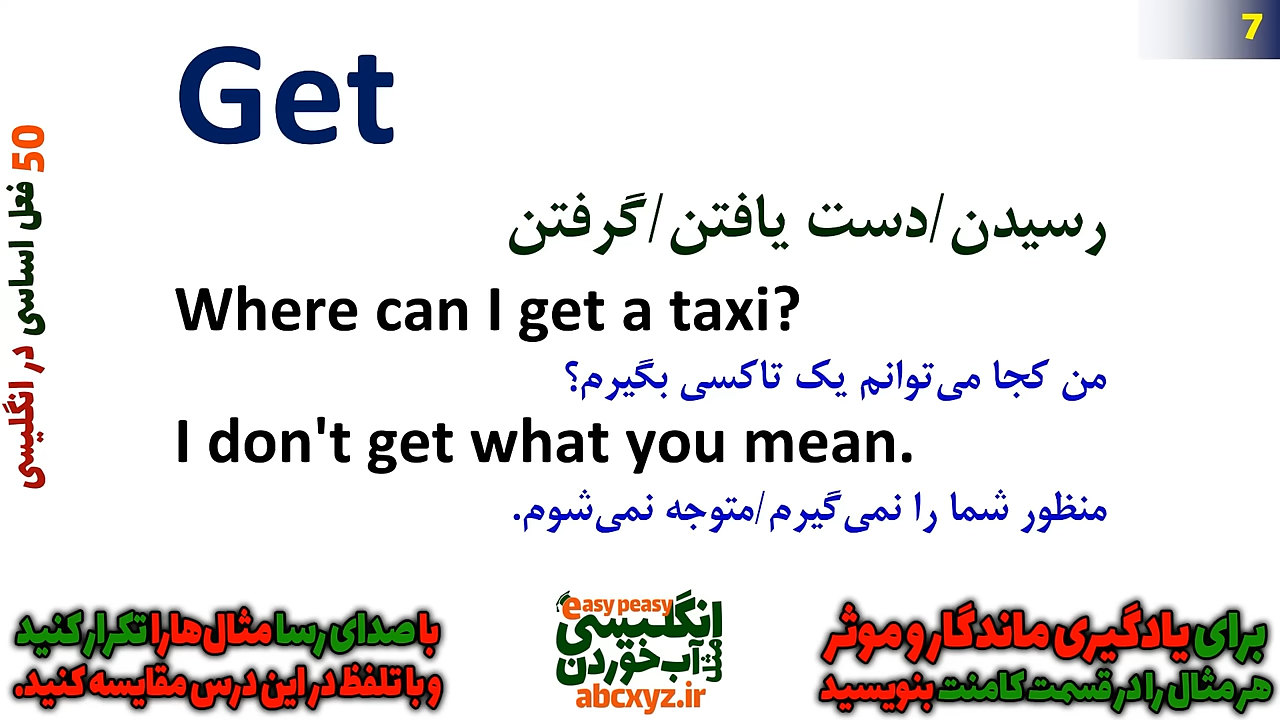 7
Get
50 فعل اساسی در انگلیسی
رسیدن/دست یافتن/گرفتن
Where can I get a taxi?
من کجا می‌توانم یک تاکسی بگیرم؟
I don't get what you mean.
منظور شما را نمی‌گیرم/متوجه نمی‌شوم.
برای یادگیری ماندگار و موثر
هر مثال را در قسمت کامنت بنویسید
easy peasy
انگلیسی
مثل آب خوردن
abcxyz.ir
با صدای رسا مثال‌ها را تکرار کنید
و با تلفظ در این درس مقایسه کنید.